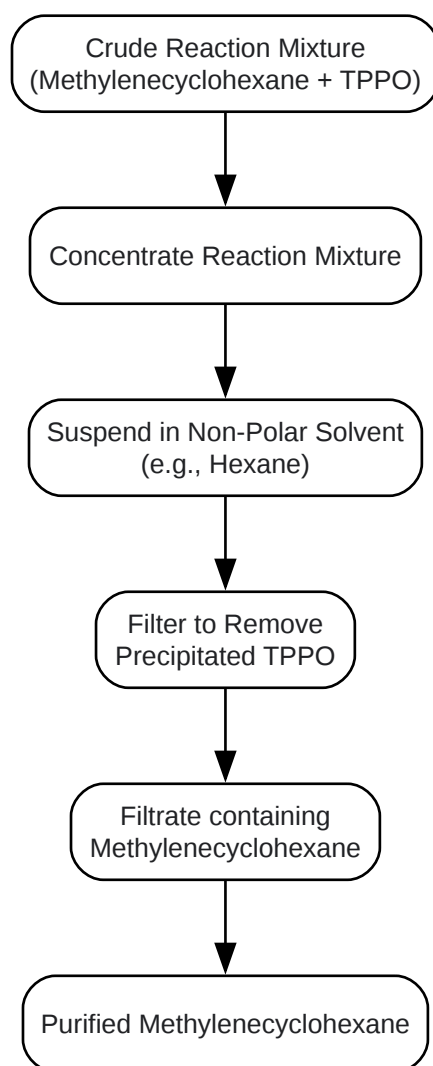 Crude Reaction Mixture
(Methylenecyclohexane + TPPO)
Concentrate Reaction Mixture
Suspend in Non-Polar Solvent
(e.g., Hexane)
Filter to Remove
Precipitated TPPO
Filtrate containing
Methylenecyclohexane
Purified Methylenecyclohexane